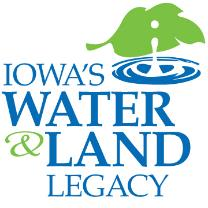 IOWA'S
WATER
& LAND
LEGACY